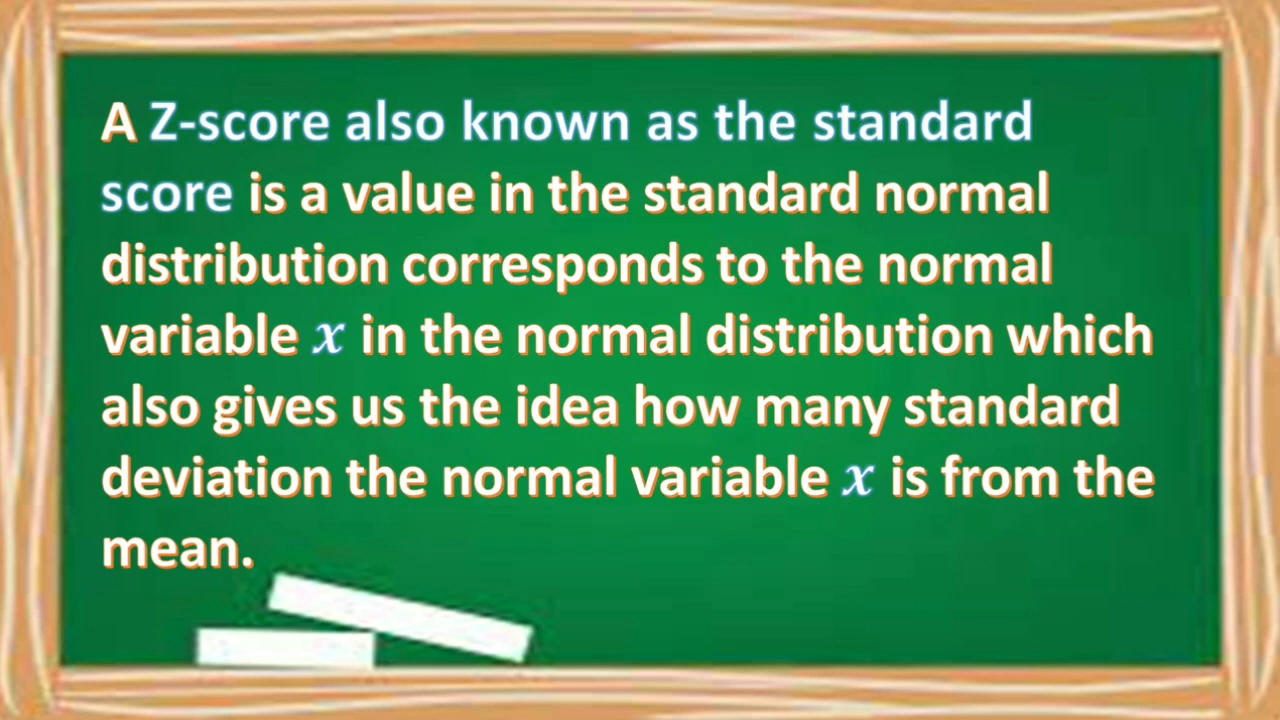 A Z-score also known as the standard
score is a value in the standard normal
distribution corresponds to the normal
variable 𝑥 in the normal distribution which
also gives us the idea how many standard
deviation the normal variable 𝑥 is from the
mean.